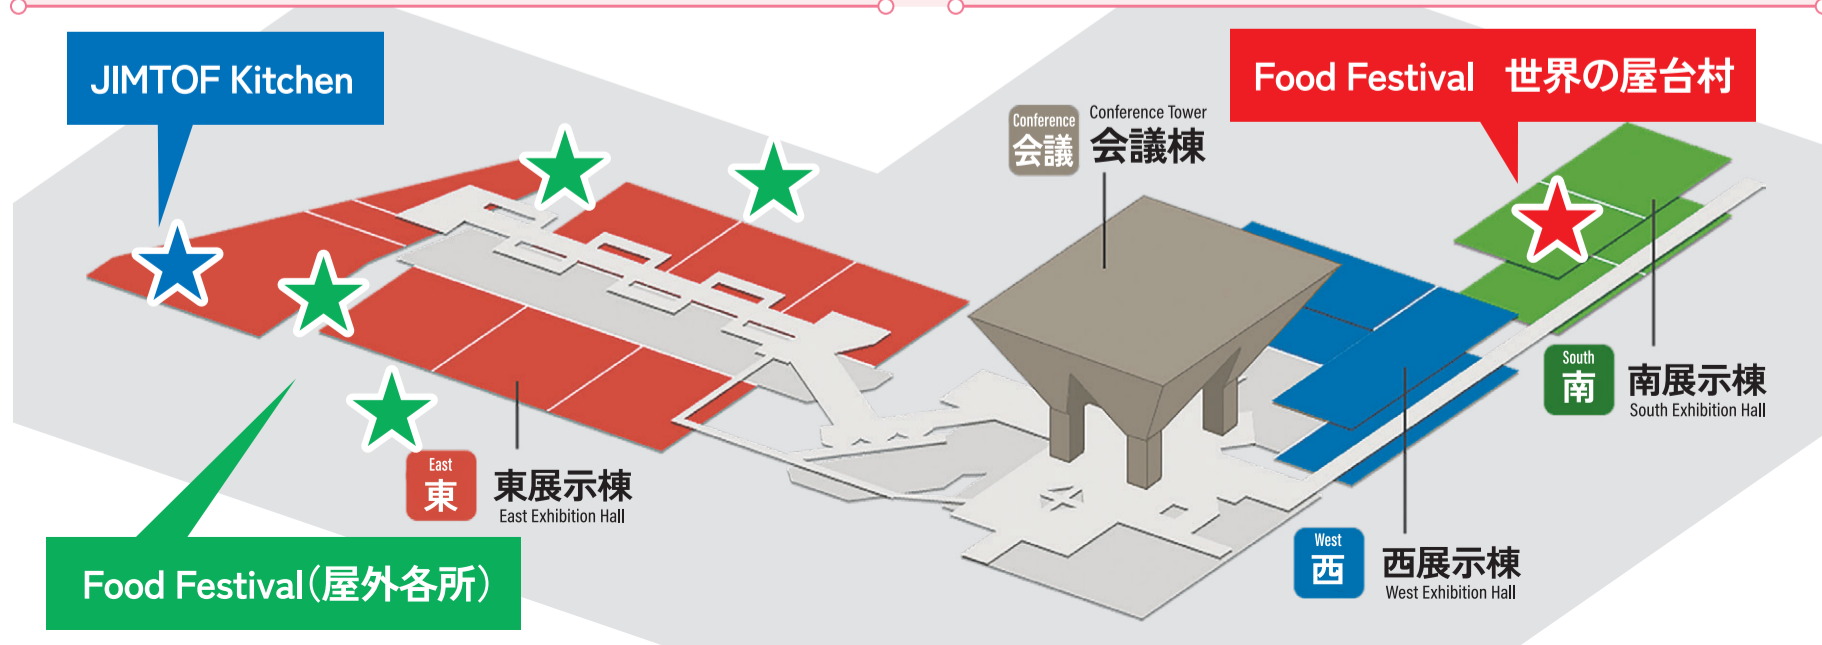 JIMTOF Kitchen
Food Festival 世界の屋台村
Conference
会議
Conference Tower
会議棟
South
南
南展示棟
South Exhibition Hall
East
東
東展示棟
East Exhibition Hall
West
西
西展示棟
West Exhibition Hall
Food Festival(屋外各所)